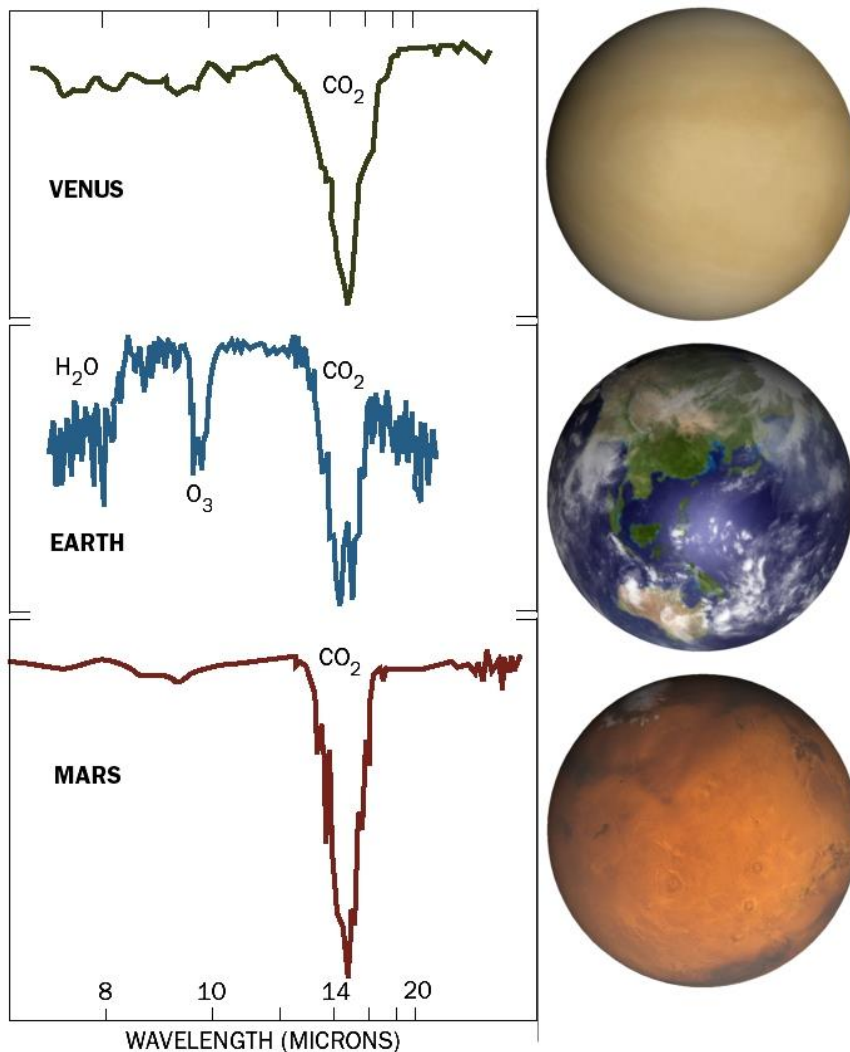 CO₂
VENUS
H₂O
CO₂
O₃
EARTH
CO₂
MARS
8 10 14 20
WAVELENGTH (MICRONS)